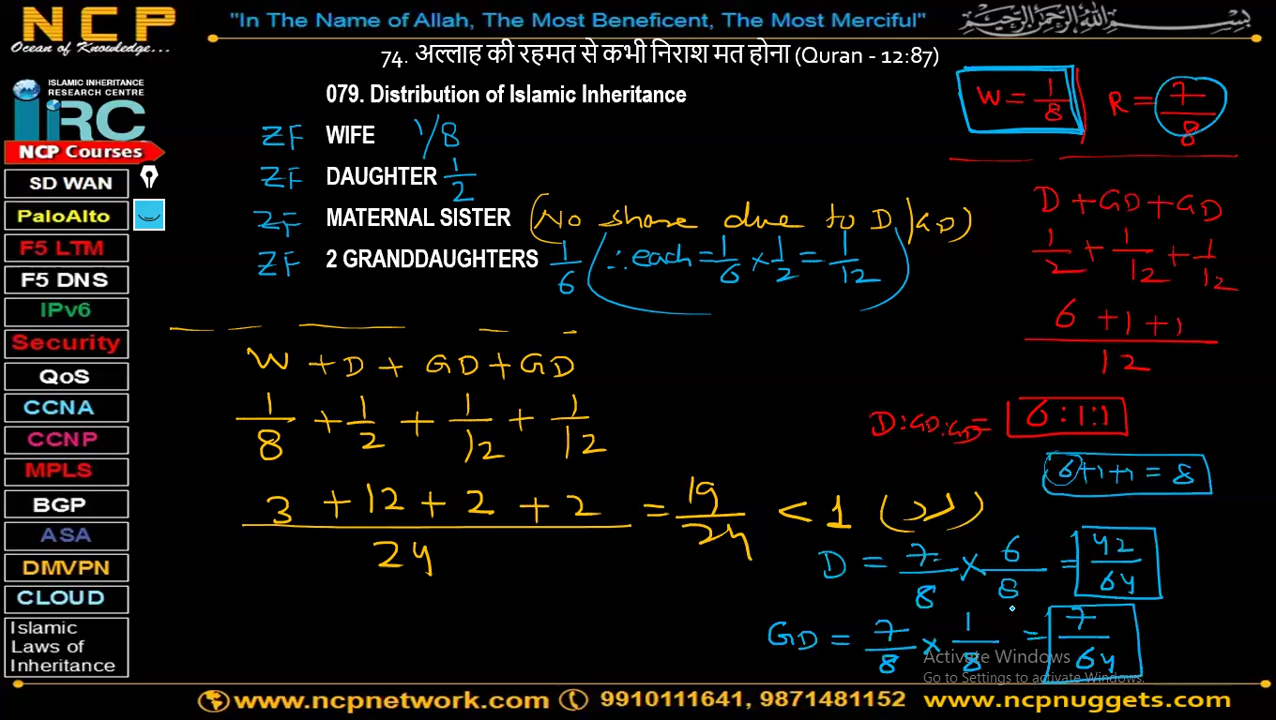 NCP
Ocean of Knowledge...
"In The Name of Allah, The Most Beneficent, The Most Merciful"
بِسْمِ اللهِ الرَّحْمٰنِ الرَّحِيْمِ
74. अल्लाह की रहमत से कभी निराश मत होना (Quran - 12:87)
ISLAMIC INHERITANCE
RESEARCH CENTRE
IIRC
NCP Courses
SD WAN
PaloAlto
F5 LTM
F5 DNS
IPv6
Security
QoS
CCNA
CCNP
MPLS
BGP
ASA
DMVPN
CLOUD
Islamic
Laws of
Inheritance
079. Distribution of Islamic Inheritance
ZF WIFE 1/8
ZF DAUGHTER 1/2
ZF MATERNAL SISTER (No share due to D/GD)
ZF 2 GRANDDAUGHTERS 1/6 (∴each = 1/6 × 1/2 = 1/12)
W + D + GD + GD
1/8 + 1/2 + 1/12 + 1/12
3 + 12 + 2 + 2 / 24 = 19/24 < 1 (رد)
W = 1/8 R = 7/8
D + GD + GD
1/2 + 1/12 + 1/12
6 + 1 + 1
12
D:GD:GD = 6:1:1
6+1+1 = 8
D = 7/8 × 6/8 = 42/64
GD = 7/8 × 1/8 = 7/64
Activate Windows
Go to Settings to activate Windows.
www.ncpnetwork.com 9910111641, 9871481152 www.ncpnuggets.com